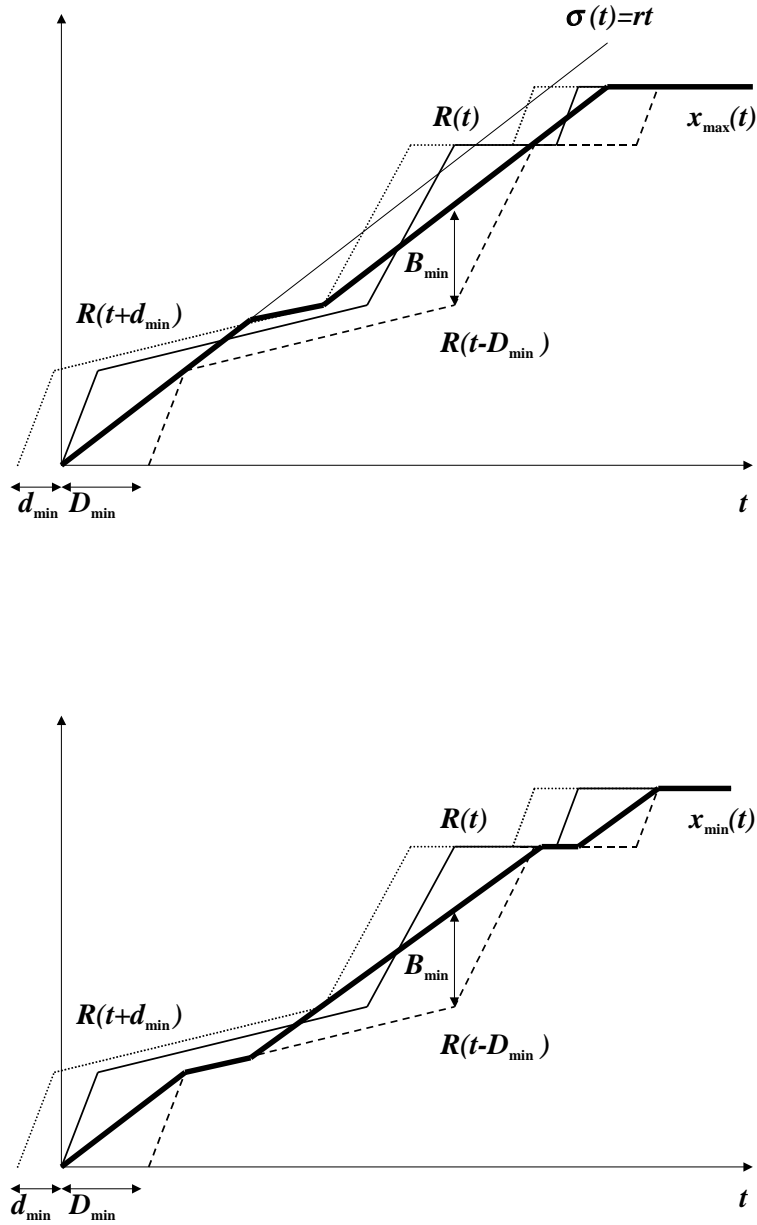 σ(t)=rt
R(t)
x_max(t)
B_min
R(t+d_min)
R(t-D_min)
d_min D_min
t
R(t)
x_min(t)
B_min
R(t+d_min)
R(t-D_min)
d_min D_min
t